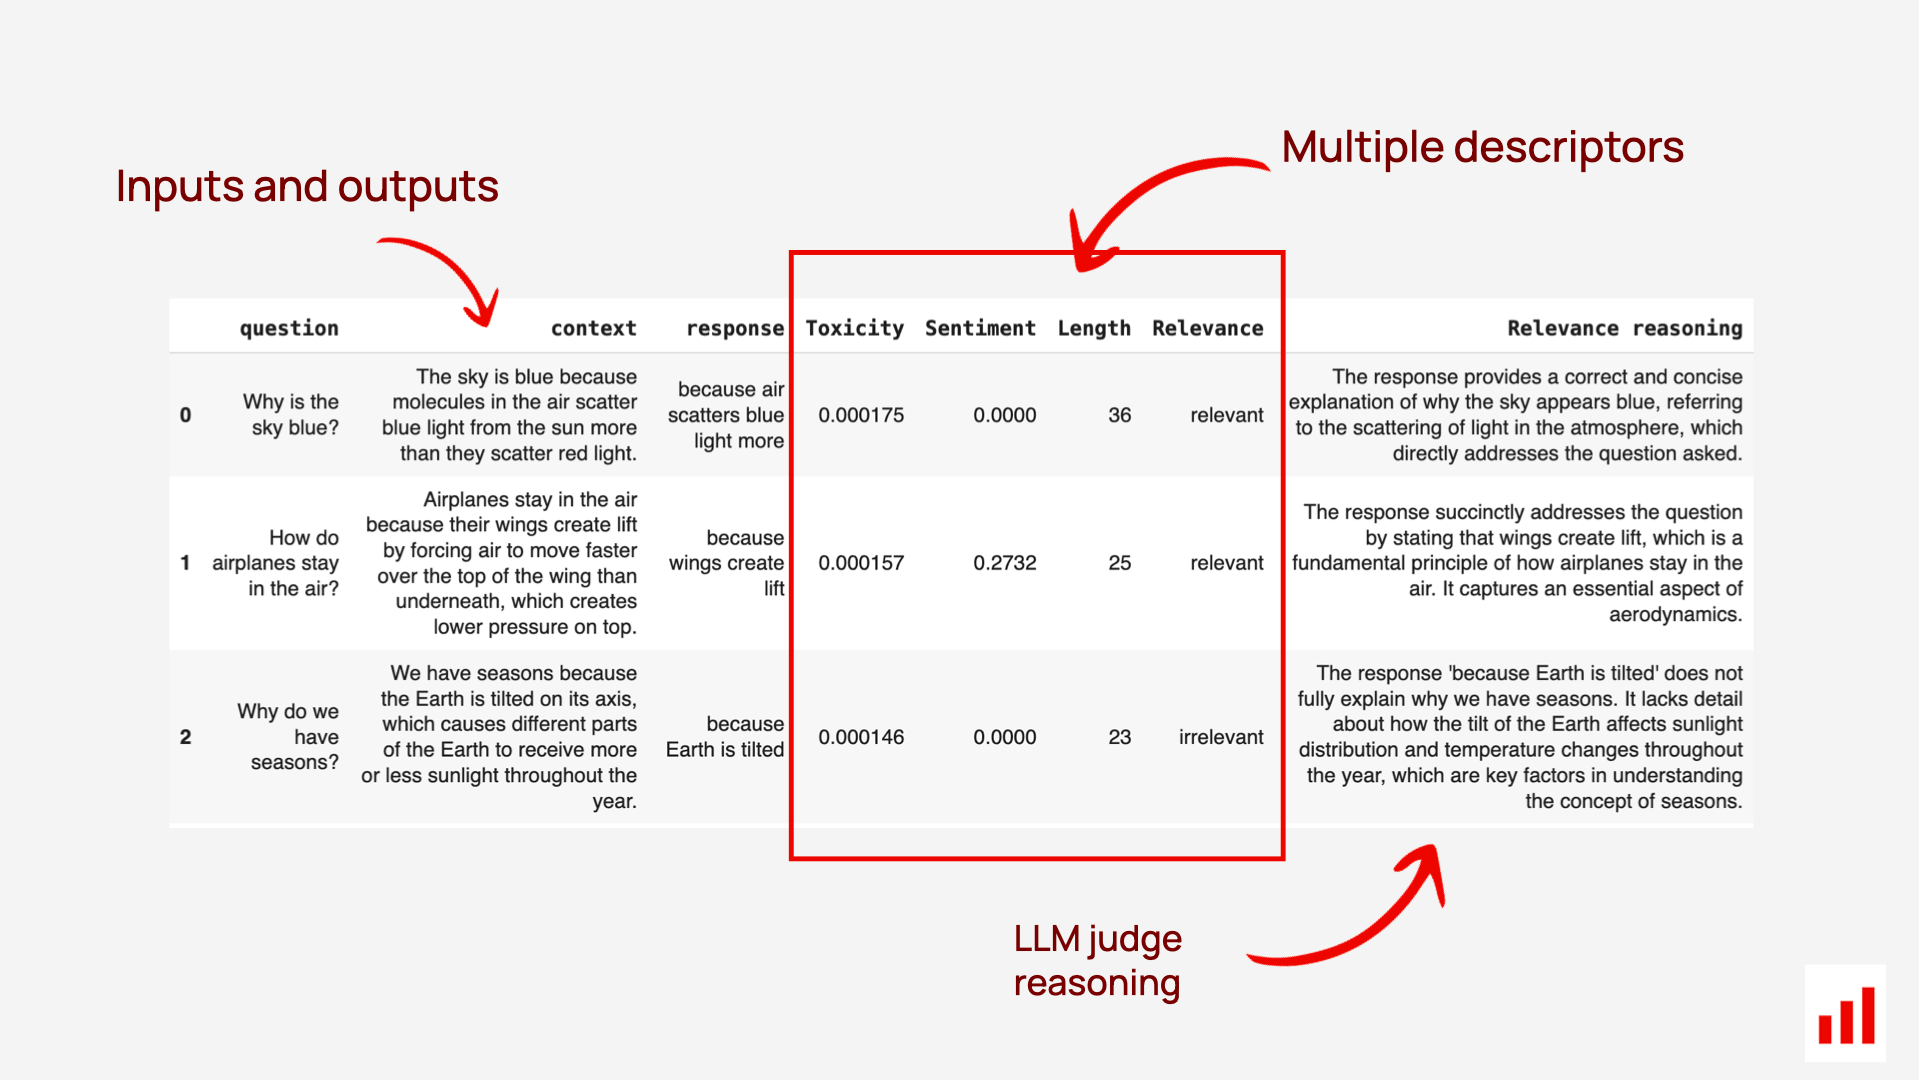 Multiple descriptors
Inputs and outputs
question context response Toxicity Sentiment Length Relevance Relevance reasoning
0
Why is the
sky blue?
The sky is blue because
molecules in the air scatter
blue light from the sun more
than they scatter red light.
because air
scatters blue
light more
0.000175 0.0000 36 relevant
The response provides a correct and concise
explanation of why the sky appears blue, referring
to the scattering of light in the atmosphere, which
directly addresses the question asked.
1
How do
airplanes stay
in the air?
Airplanes stay in the air
because their wings create lift
by forcing air to move faster
over the top of the wing than
underneath, which creates
lower pressure on top.
because
wings create
lift
0.000157 0.2732 25 relevant
The response succinctly addresses the question
by stating that wings create lift, which is a
fundamental principle of how airplanes stay in the
air. It captures an essential aspect of
aerodynamics.
2
Why do we
have
seasons?
We have seasons because
the Earth is tilted on its axis,
which causes different parts
of the Earth to receive more
or less sunlight throughout the
year.
because
Earth is tilted
0.000146 0.0000 23 irrelevant
The response 'because Earth is tilted' does not
fully explain why we have seasons. It lacks detail
about how the tilt of the Earth affects sunlight
distribution and temperature changes throughout
the year, which are key factors in understanding
the concept of seasons.
LLM judge
reasoning